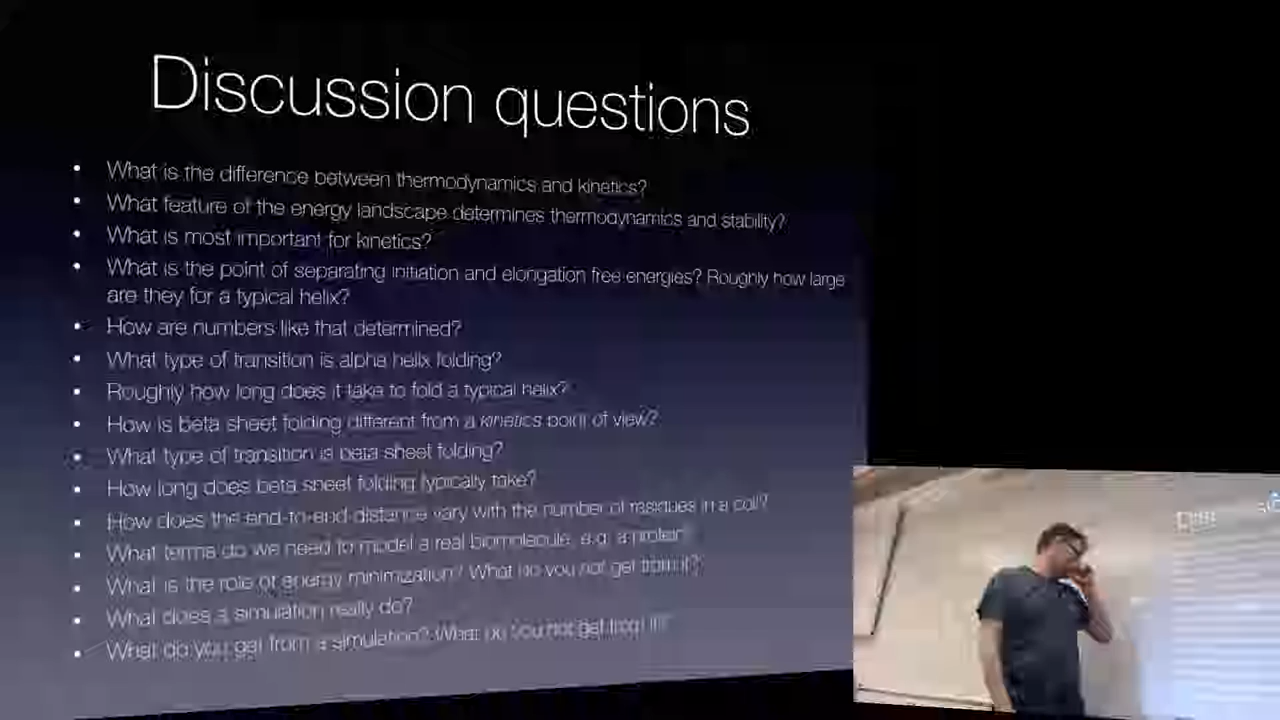 Discussion questions
• What is the difference between thermodynamics and kinetics?
• What feature of the energy landscape determines thermodynamics and stability?
• What is most important for kinetics?
• What is the point of separating initiation and elongation free energies? Roughly how large
are they for a typical helix?
• How are numbers like that determined?
• What type of transition is alpha helix folding?
• Roughly how long does it take to fold a typical helix?
• How is beta sheet folding different from a kinetics point of view?
• What type of transition is beta sheet folding?
• How long does beta sheet folding typically take?
• How does the end-to-end-distance vary with the number of residues in a coil?
• What terms do we need to model a real biomolecule, e.g. a protein?
• What is the role of energy minimization? What do you not get from it?
• What does a simulation really do?
• What do you get from a simulation? What do you not get from it?